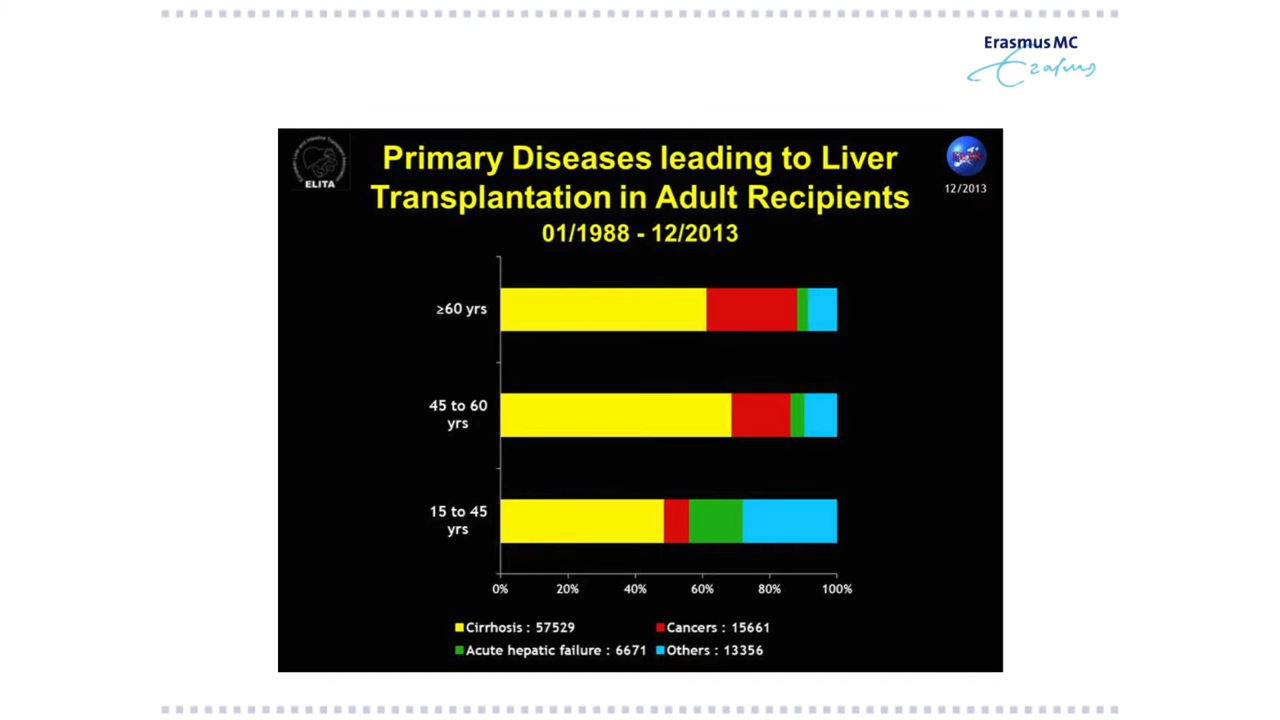 Erasmus MC
Erasmus
ELITA
Primary Diseases leading to Liver
Transplantation in Adult Recipients
01/1988 - 12/2013
12/2013
≥60 yrs
45 to 60
yrs
15 to 45
yrs
0% 20% 40% 60% 80% 100%
Cirrhosis : 57529 Cancers : 15661
Acute hepatic failure : 6671 Others : 13356